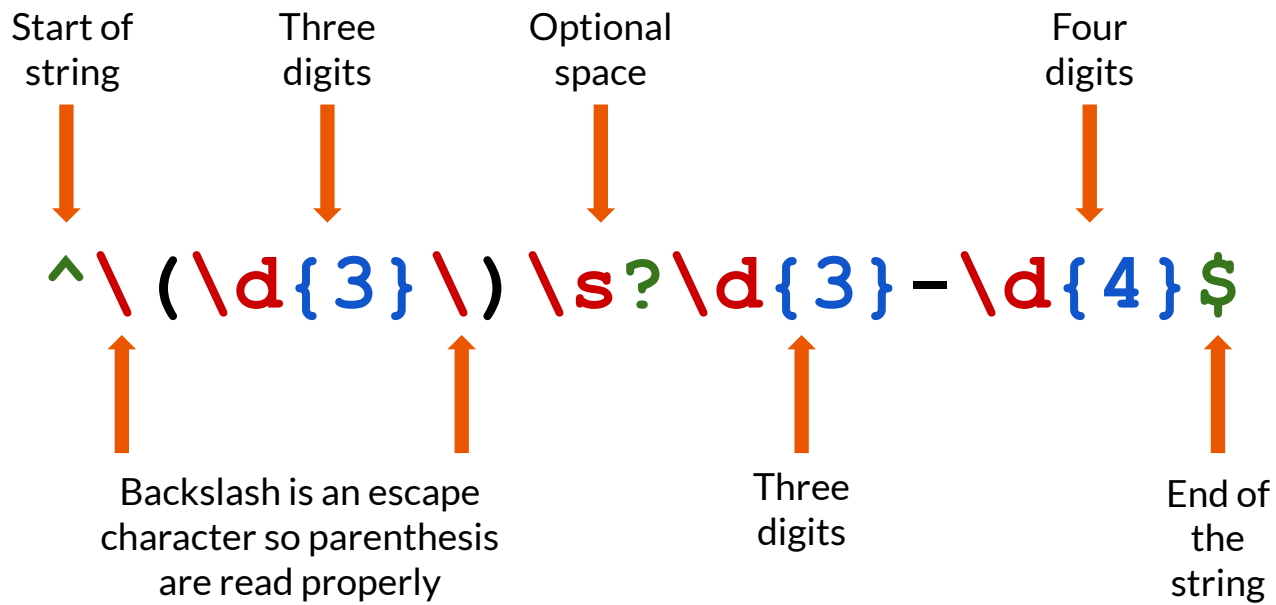 Start of
string
Three
digits
Optional
space
Four
digits
^\(\d{3}\)\s?\d{3}-\d{4}$
Backslash is an escape
character so parenthesis
are read properly
Three
digits
End of
the
string